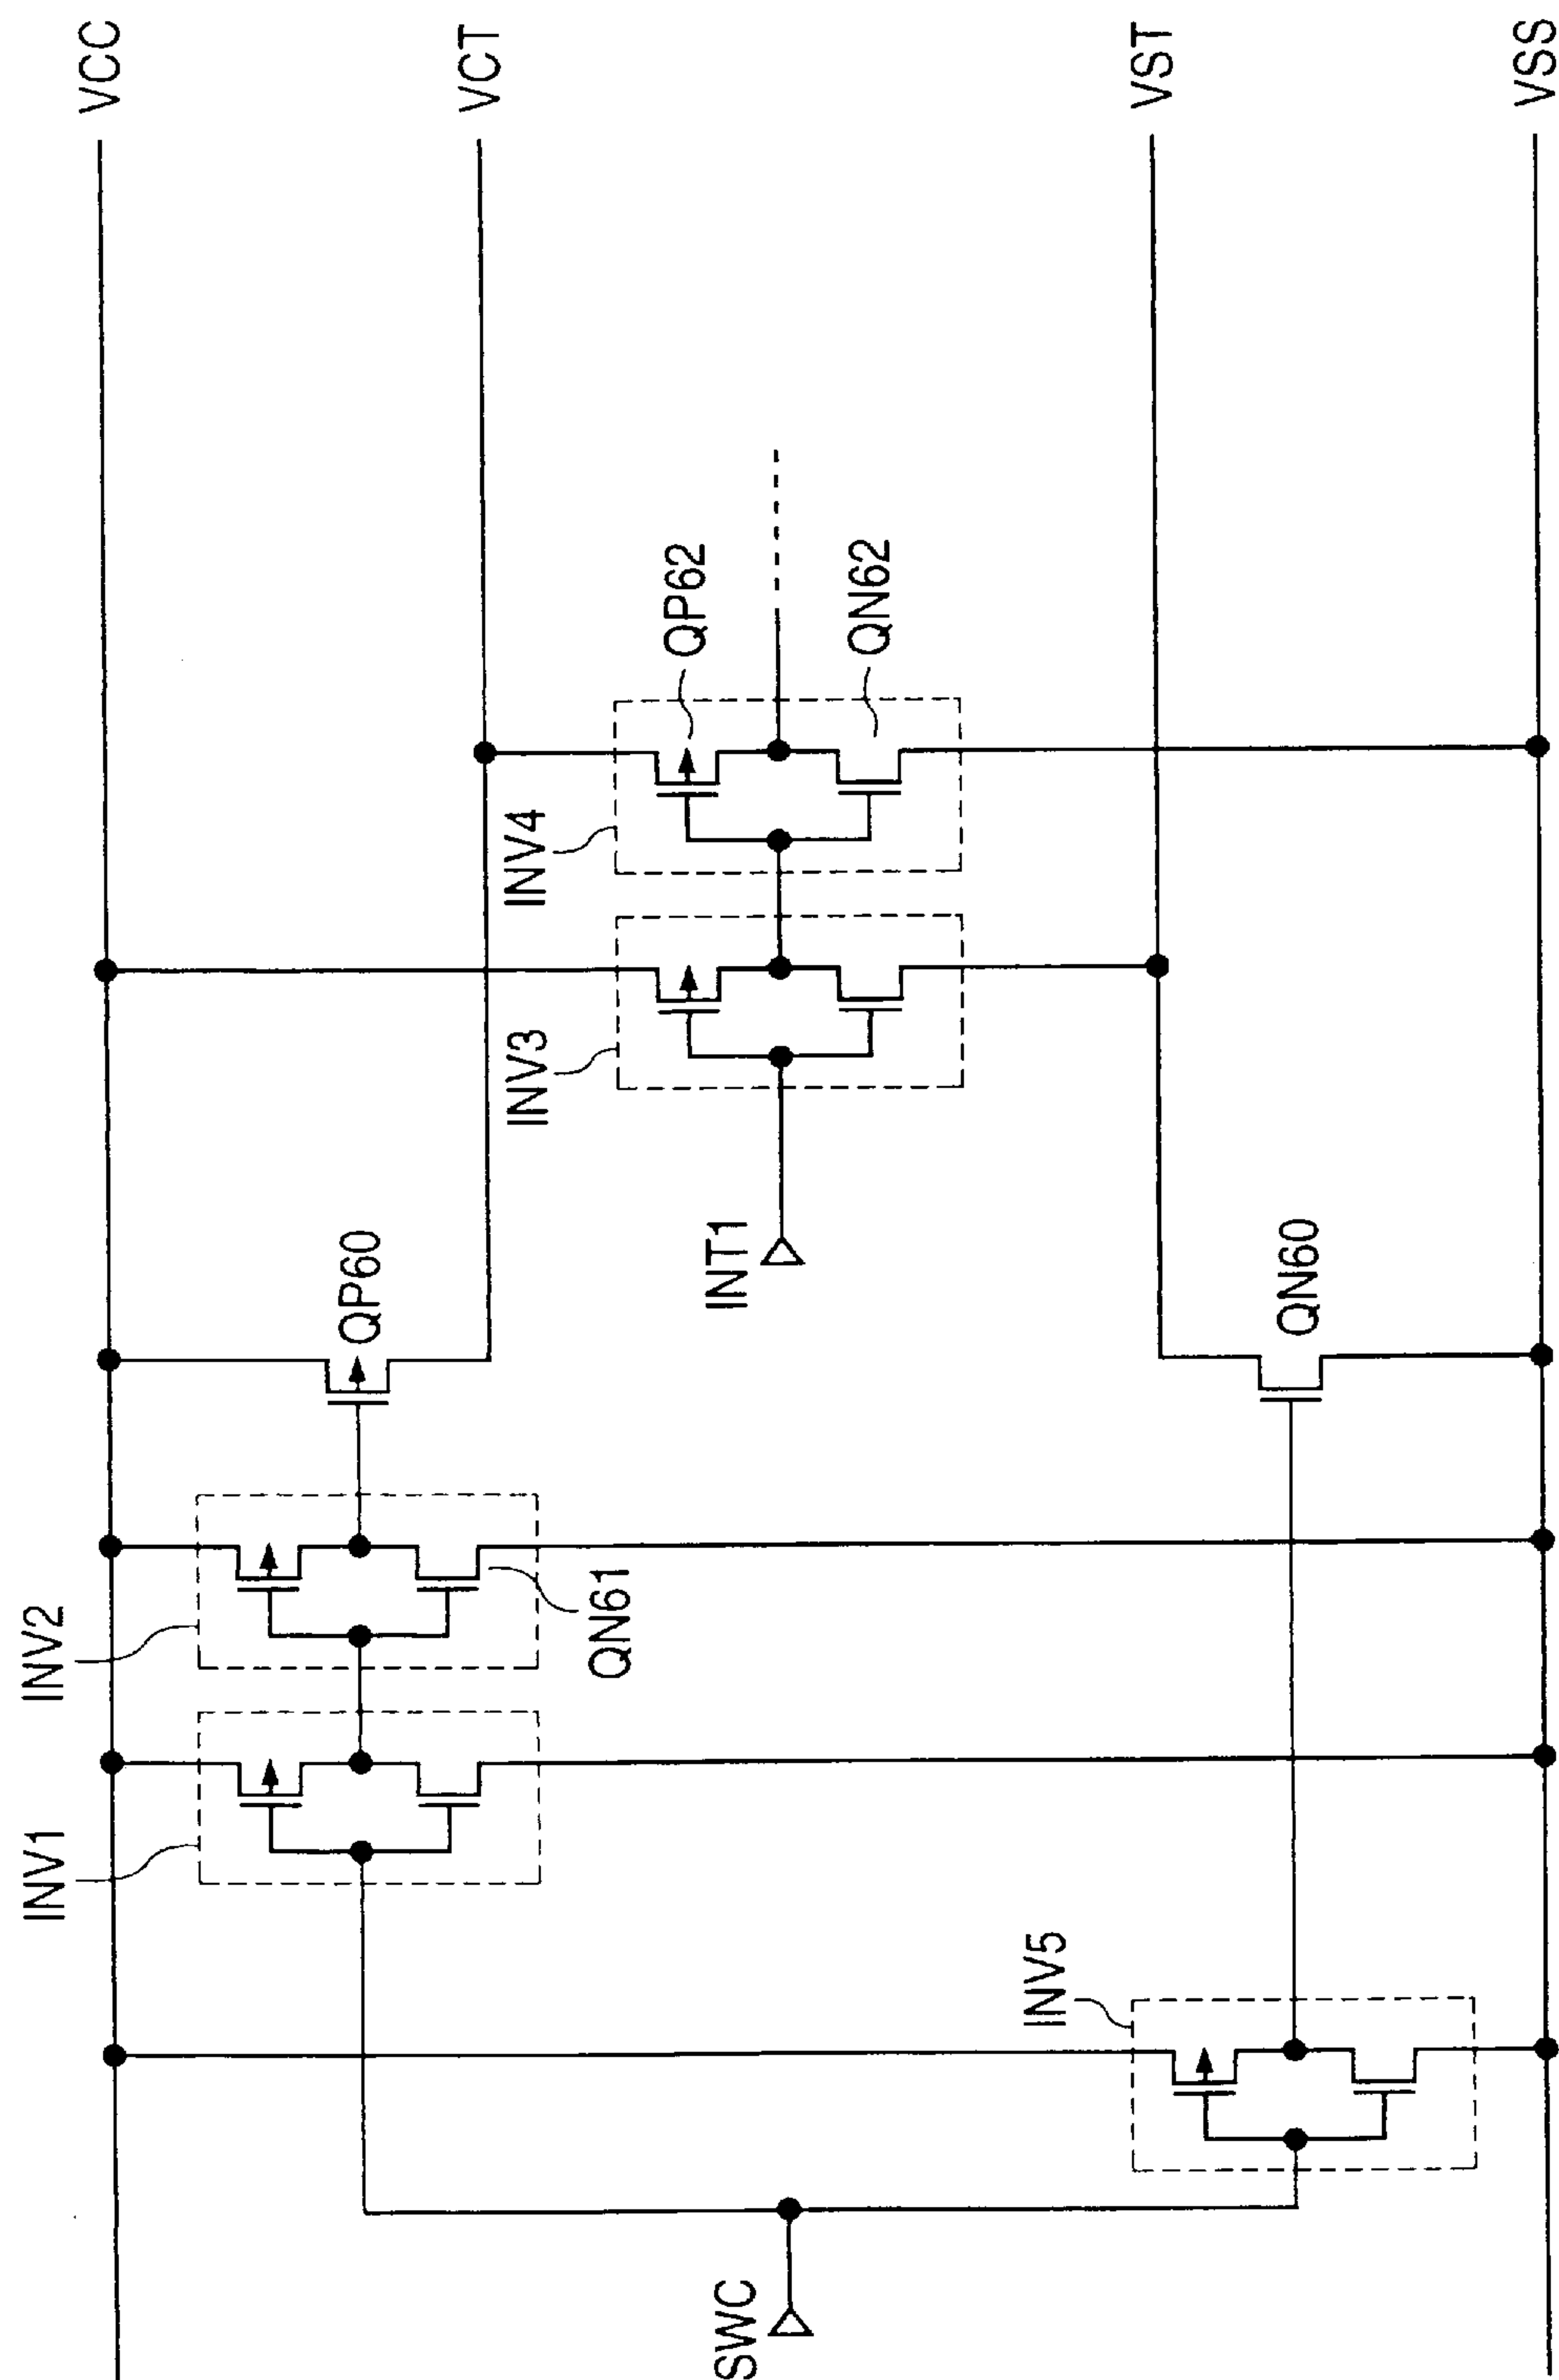 VCC
VCT
VST
VSS
INV1
INV2
QP60
QN61
INV3
INV4
QP62
QN62
INT1
QN60
INV5
SWC